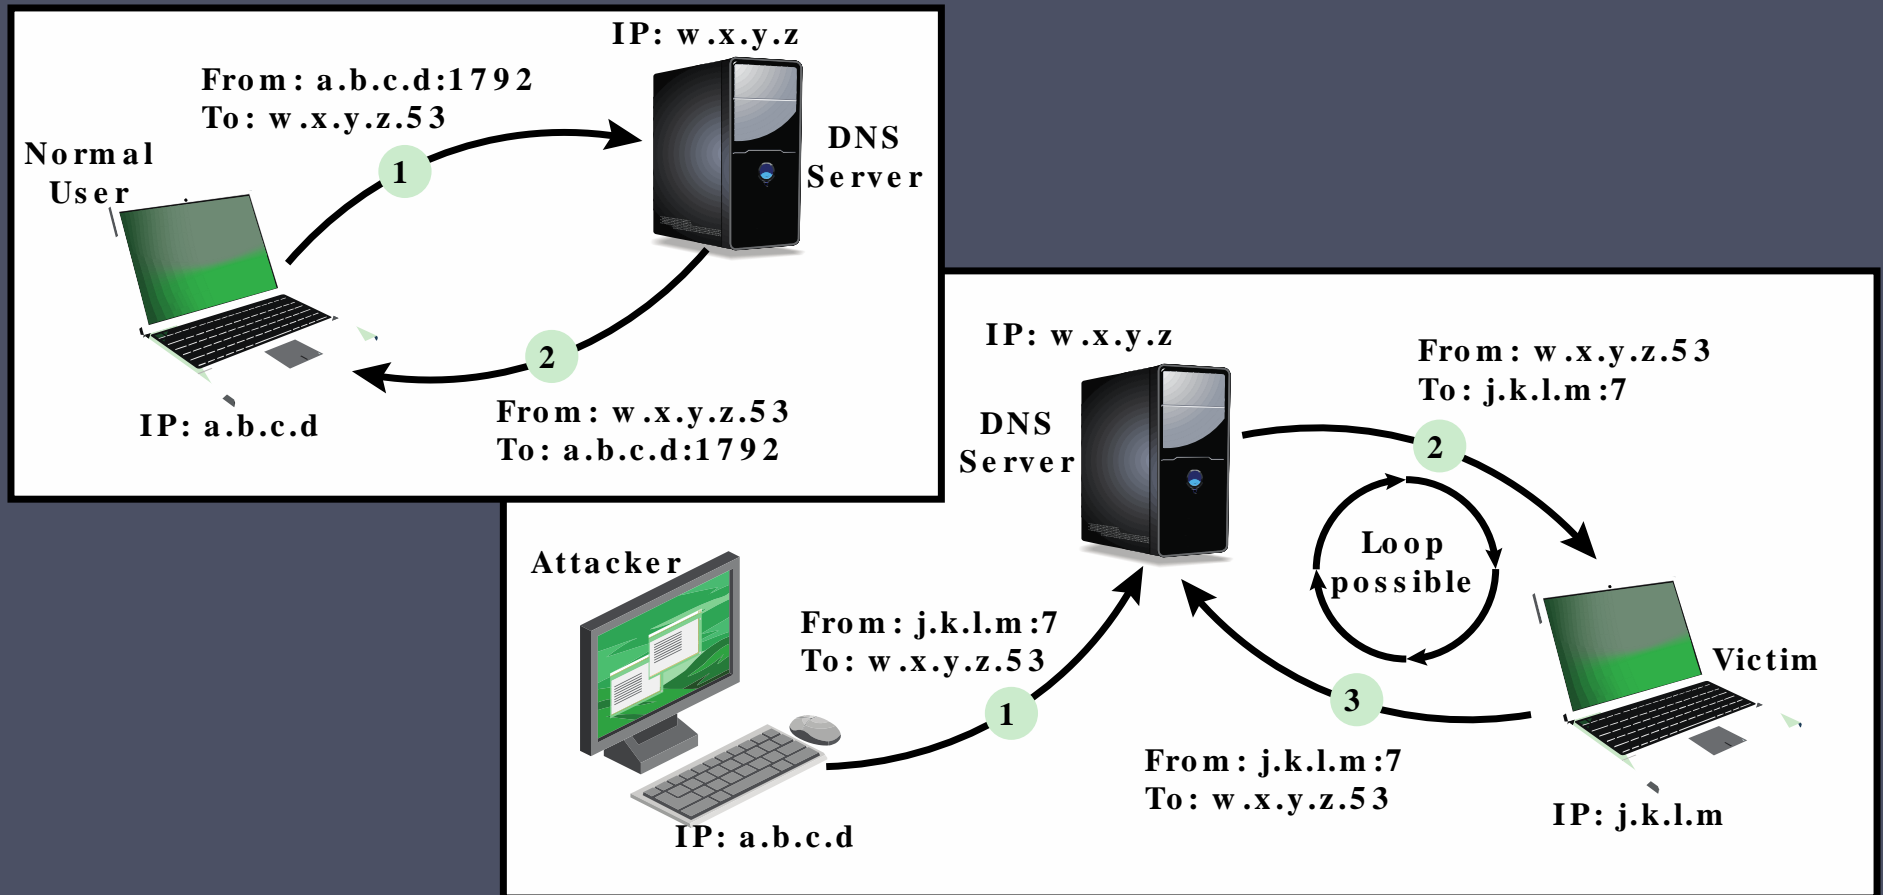 IP: w.x.y.z
From: a.b.c.d:1792
To: w.x.y.z.53
Normal
User
1
DNS
Server
2
From: w.x.y.z.53
To: a.b.c.d:1792
IP: a.b.c.d
IP: w.x.y.z
DNS
Server
From: w.x.y.z.53
To: j.k.l.m:7
2
Loop
possible
Attacker
From: j.k.l.m:7
To: w.x.y.z.53
1
IP: a.b.c.d
3
From: j.k.l.m:7
To: w.x.y.z.53
Victim
IP: j.k.l.m